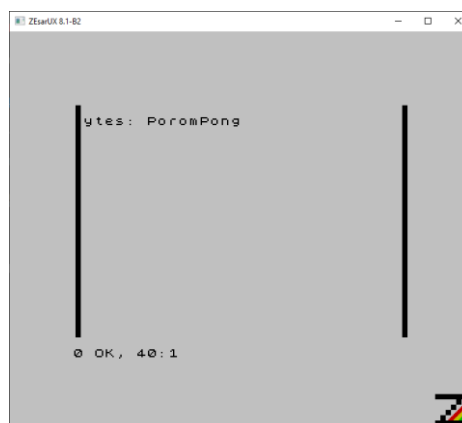 ZEsarUX 8.1-B2
ytes: PoromPong
0 OK, 40:1